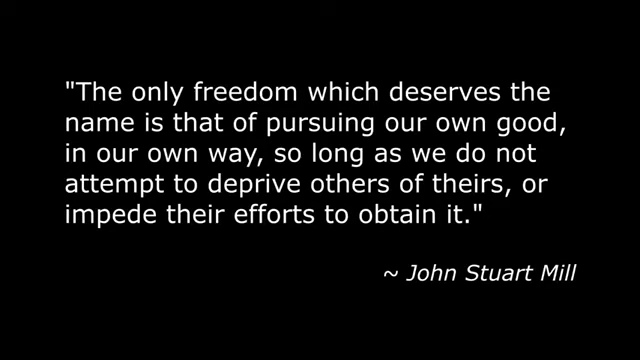 "The only freedom which deserves the
name is that of pursuing our own good,
in our own way, so long as we do not
attempt to deprive others of theirs, or
impede their efforts to obtain it."
~ John Stuart Mill